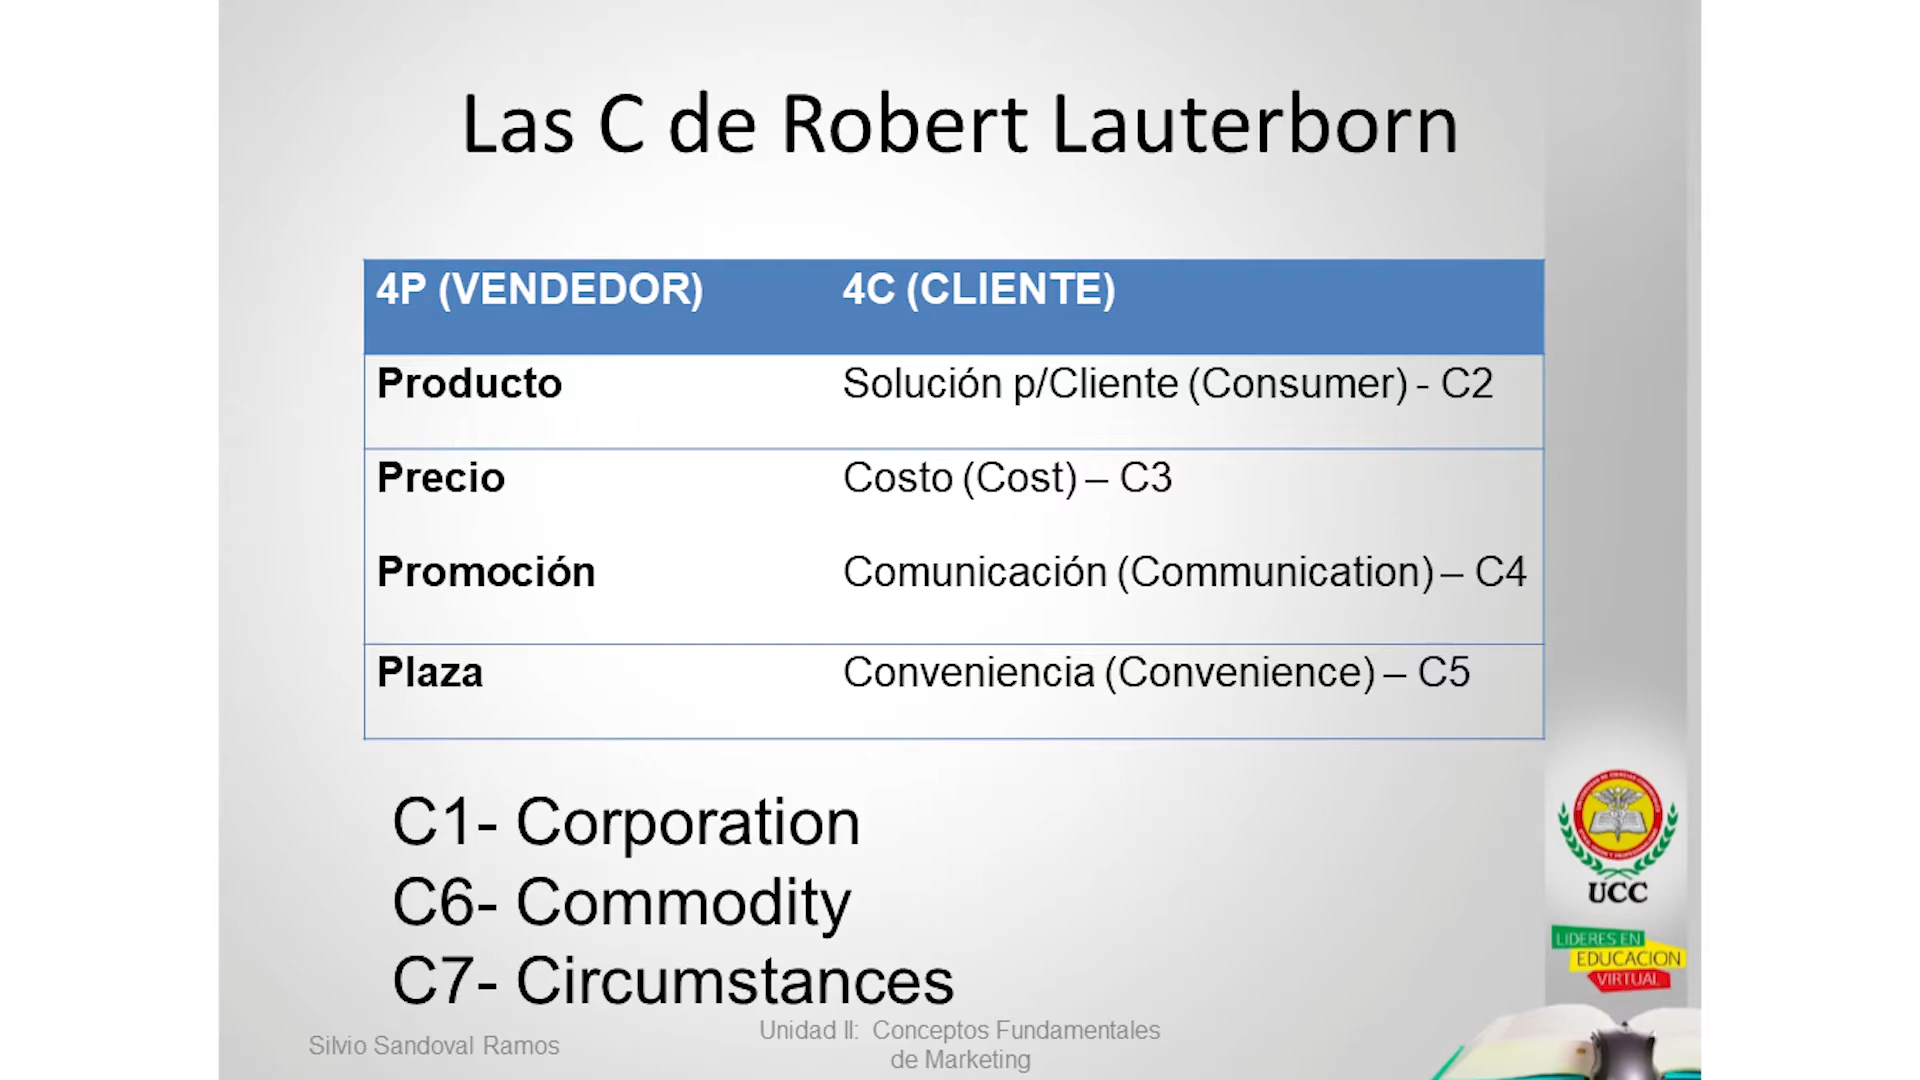 Las C de Robert Lauterborn
4P (VENDEDOR) 4C (CLIENTE)
Producto Solución p/Cliente (Consumer) - C2
Precio Costo (Cost) – C3
Promoción Comunicación (Communication) – C4
Plaza Conveniencia (Convenience) – C5
C1- Corporation
C6- Commodity
C7- Circumstances
UCC
LIDERES EN
EDUCACION
VIRTUAL
Silvio Sandoval Ramos
Unidad II: Conceptos Fundamentales
de Marketing